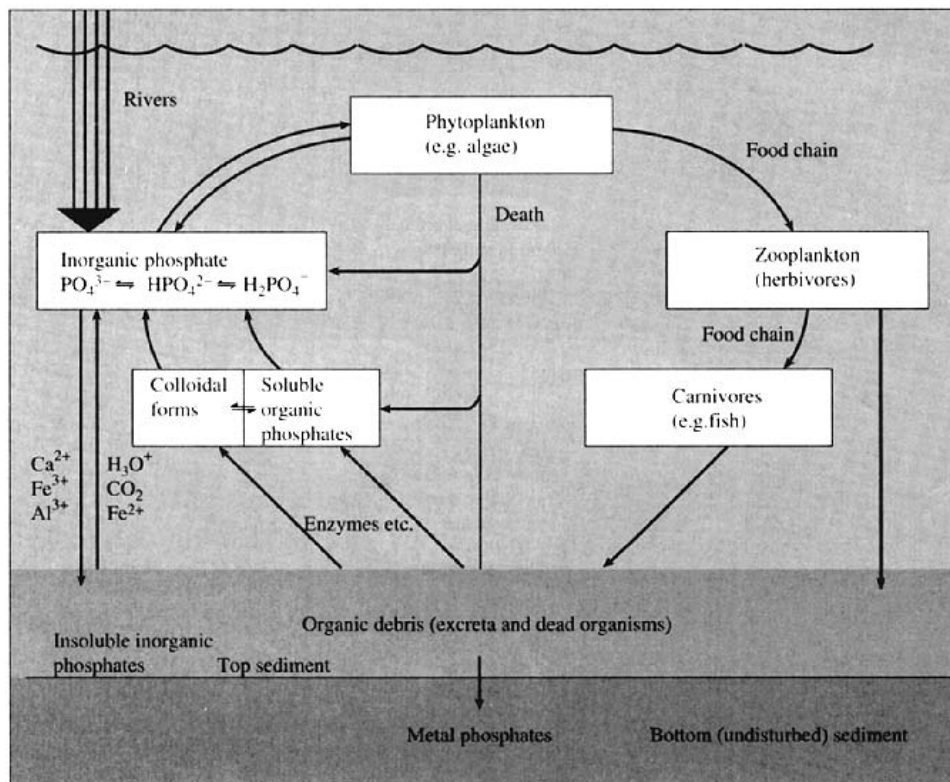 Rivers
Phytoplankton
(e.g. algae)
Food chain
Death
Inorganic phosphate
PO₄³⁻ ⇌ HPO₄²⁻ ⇌ H₂PO₄⁻
Zooplankton
(herbivores)
Food chain
Colloidal
forms
⇌
Soluble
organic
phosphates
Carnivores
(e.g.fish)
Ca²⁺
Fe³⁺
Al³⁺
H₃O⁺
CO₂
Fe²⁺
Enzymes etc.
Organic debris (excreta and dead organisms)
Insoluble inorganic
phosphates
Top sediment
Metal phosphates
Bottom (undisturbed) sediment